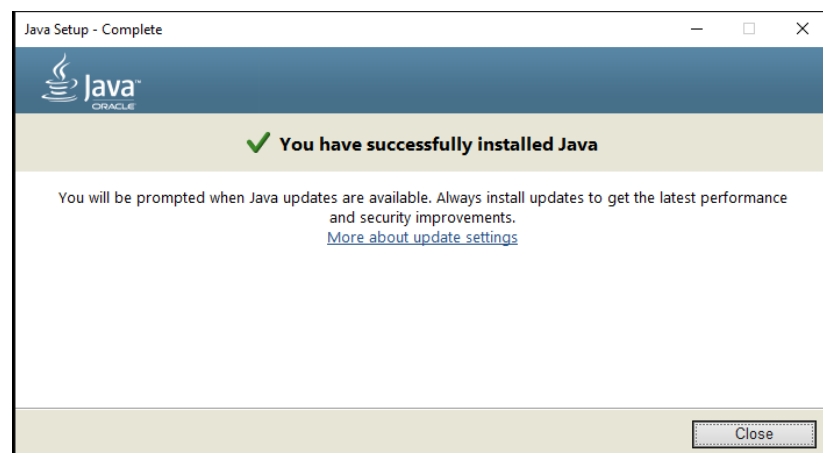 Java Setup - Complete
Java™
ORACLE
You have successfully installed Java
You will be prompted when Java updates are available. Always install updates to get the latest performance
and security improvements.
More about update settings
Close